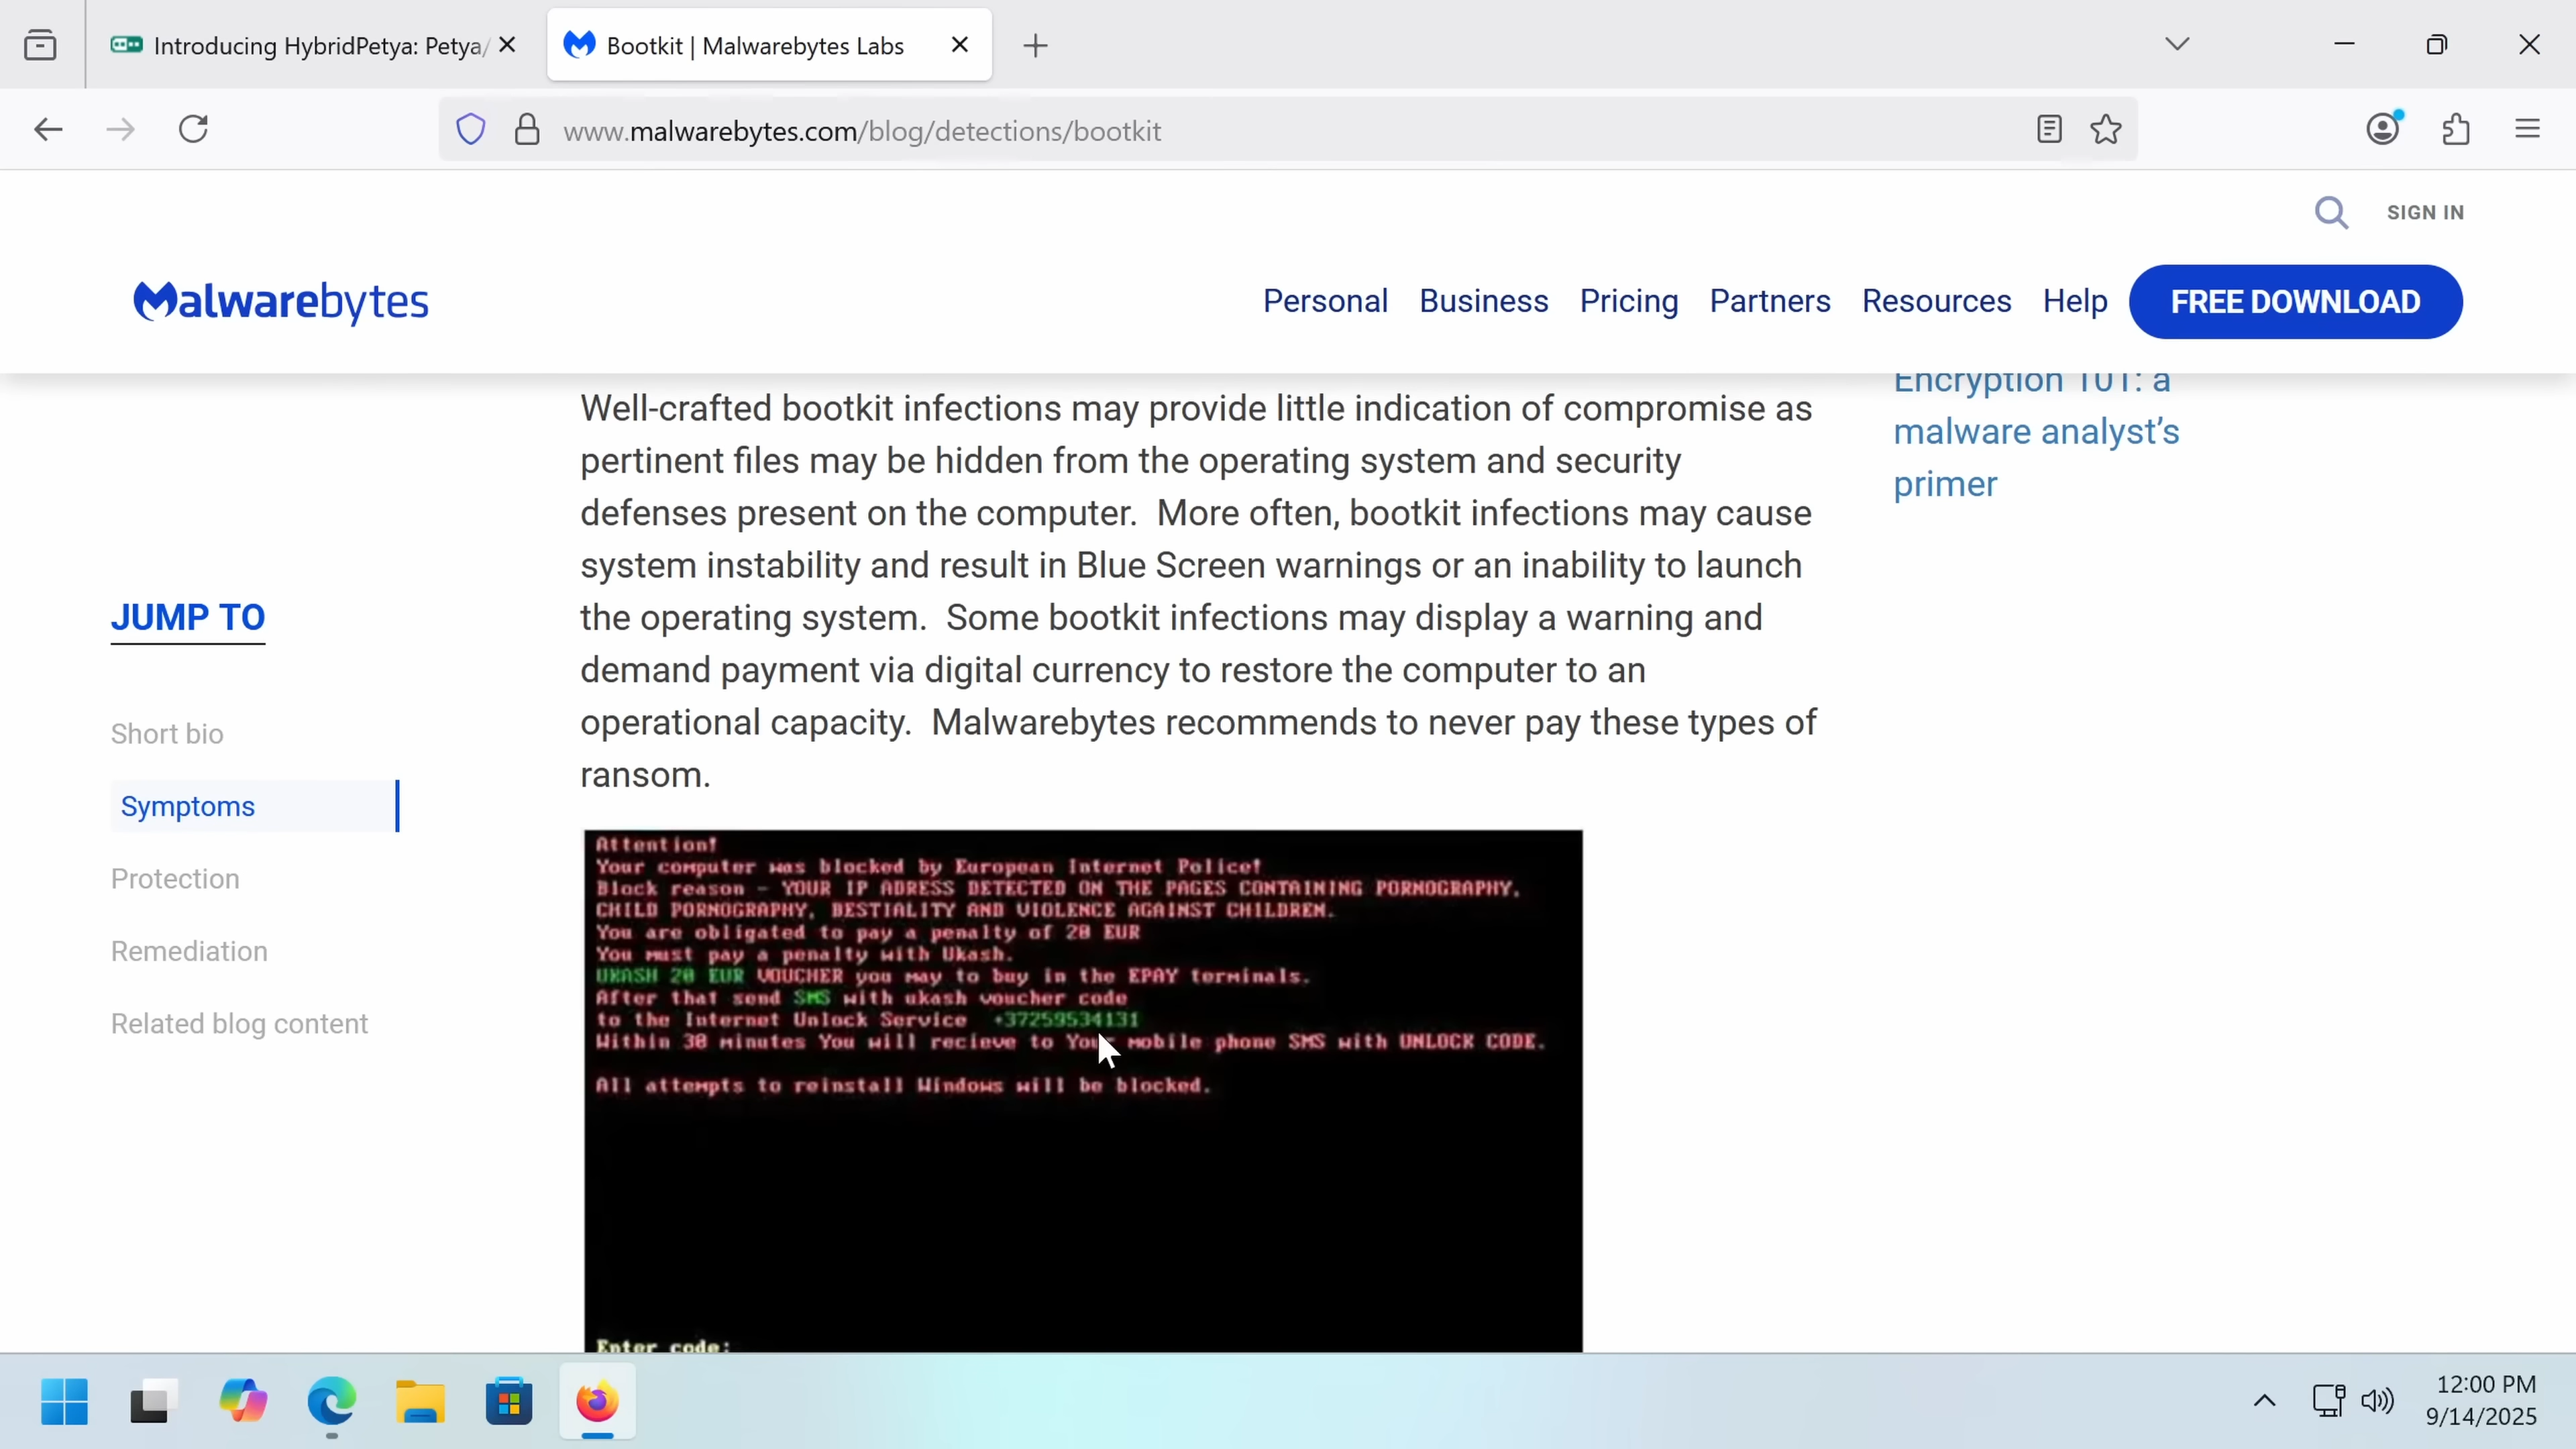 Introducing HybridPetya: Petya/
Bootkit | Malwarebytes Labs
www.malwarebytes.com/blog/detections/bootkit
SIGN IN
Malwarebytes
Personal Business Pricing Partners Resources Help FREE DOWNLOAD
Encryption 101: a
malware analyst's
primer
Well-crafted bootkit infections may provide little indication of compromise as
pertinent files may be hidden from the operating system and security
defenses present on the computer.  More often, bootkit infections may cause
system instability and result in Blue Screen warnings or an inability to launch
the operating system.  Some bootkit infections may display a warning and
demand payment via digital currency to restore the computer to an
operational capacity.  Malwarebytes recommends to never pay these types of
ransom.
JUMP TO
Short bio
Symptoms
Protection
Remediation
Related blog content
Attention!
Your computer was blocked by European Internet Police!
Block reason - YOUR IP ADRESS DETECTED ON THE PAGES CONTAINING PORNOGRAPHY,
CHILD PORNOGRAPHY, BESTIALITY AND VIOLENCE AGAINST CHILDREN.
You are obligated to pay a penalty of 20 EUR
You must pay a penalty with Ukash.
UKASH 20 EUR VOUCHER you may to buy in the EPAY terminals.
After that send SMS with ukash voucher code
to the Internet Unlock Service +37259534131
Within 30 minutes You will recieve to Your mobile phone SMS with UNLOCK CODE.
All attempts to reinstall Windows will be blocked.
Enter code:
12:00 PM
9/14/2025